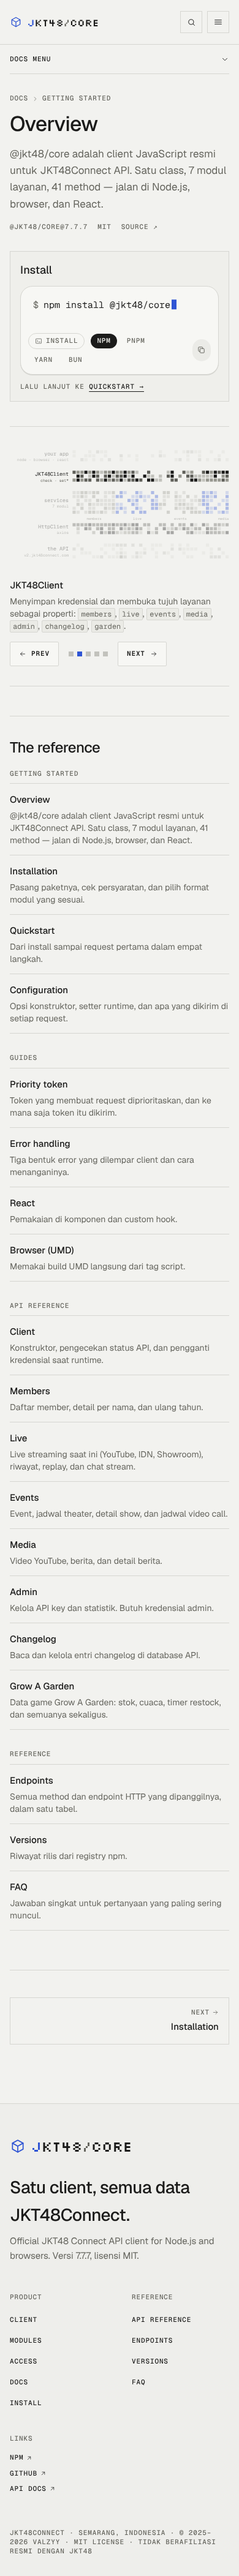 JKT48/CORE
DOCS MENU
DOCS > GETTING STARTED
Overview
@jkt48/core adalah client JavaScript resmi
untuk JKT48Connect API. Satu class, 7 modul
layanan, 41 method — jalan di Node.js,
browser, dan React.
@JKT48/CORE@7.7.7 MIT SOURCE ↗
Install
$ npm install @jkt48/core
INSTALL NPM PNPM
YARN BUN
LALU LANJUT KE QUICKSTART →
JKT48Client
services
HttpClient
the API
JKT48Client
Menyimpan kredensial dan membuka tujuh layanan
sebagai properti: members, live, events, media,
admin, changelog, garden.
← PREV NEXT →
The reference
GETTING STARTED
Overview
@jkt48/core adalah client JavaScript resmi untuk
JKT48Connect API. Satu class, 7 modul layanan, 41
method — jalan di Node.js, browser, dan React.
Installation
Pasang paketnya, cek persyaratan, dan pilih format
modul yang sesuai.
Quickstart
Dari install sampai request pertama dalam empat
langkah.
Configuration
Opsi konstruktor, setter runtime, dan apa yang dikirim di
setiap request.
GUIDES
Priority token
Token yang membuat request diprioritaskan, dan ke
mana saja token itu dikirim.
Error handling
Tiga bentuk error yang dilempar client dan cara
menanganinya.
React
Pemakaian di komponen dan custom hook.
Browser (UMD)
Memakai build UMD langsung dari tag script.
API REFERENCE
Client
Konstruktor, pengecekan status API, dan pengganti
kredensial saat runtime.
Members
Daftar member, detail per nama, dan ulang tahun.
Live
Live streaming saat ini (YouTube, IDN, Showroom),
riwayat, replay, dan chat stream.
Events
Event, jadwal theater, detail show, dan jadwal video call.
Media
Video YouTube, berita, dan detail berita.
Admin
Kelola API key dan statistik. Butuh kredensial admin.
Changelog
Baca dan kelola entri changelog di database API.
Grow A Garden
Data game Grow A Garden: stok, cuaca, timer restock,
dan semuanya sekaligus.
REFERENCE
Endpoints
Semua method dan endpoint HTTP yang dipanggilnya,
dalam satu tabel.
Versions
Riwayat rilis dari registry npm.
FAQ
Jawaban singkat untuk pertanyaan yang paling sering
muncul.
NEXT →
Installation
JKT48/CORE
Satu client, semua data
JKT48Connect.
Official JKT48 Connect API client for Node.js and
browsers. Versi 7.7.7, lisensi MIT.
PRODUCT REFERENCE
CLIENT API REFERENCE
MODULES ENDPOINTS
ACCESS VERSIONS
DOCS FAQ
INSTALL
LINKS
NPM ↗
GITHUB ↗
API DOCS ↗
JKT48CONNECT · SEMARANG, INDONESIA · © 2025–
2026 VALZYY · MIT LICENSE · TIDAK BERAFILIASI
RESMI DENGAN JKT48